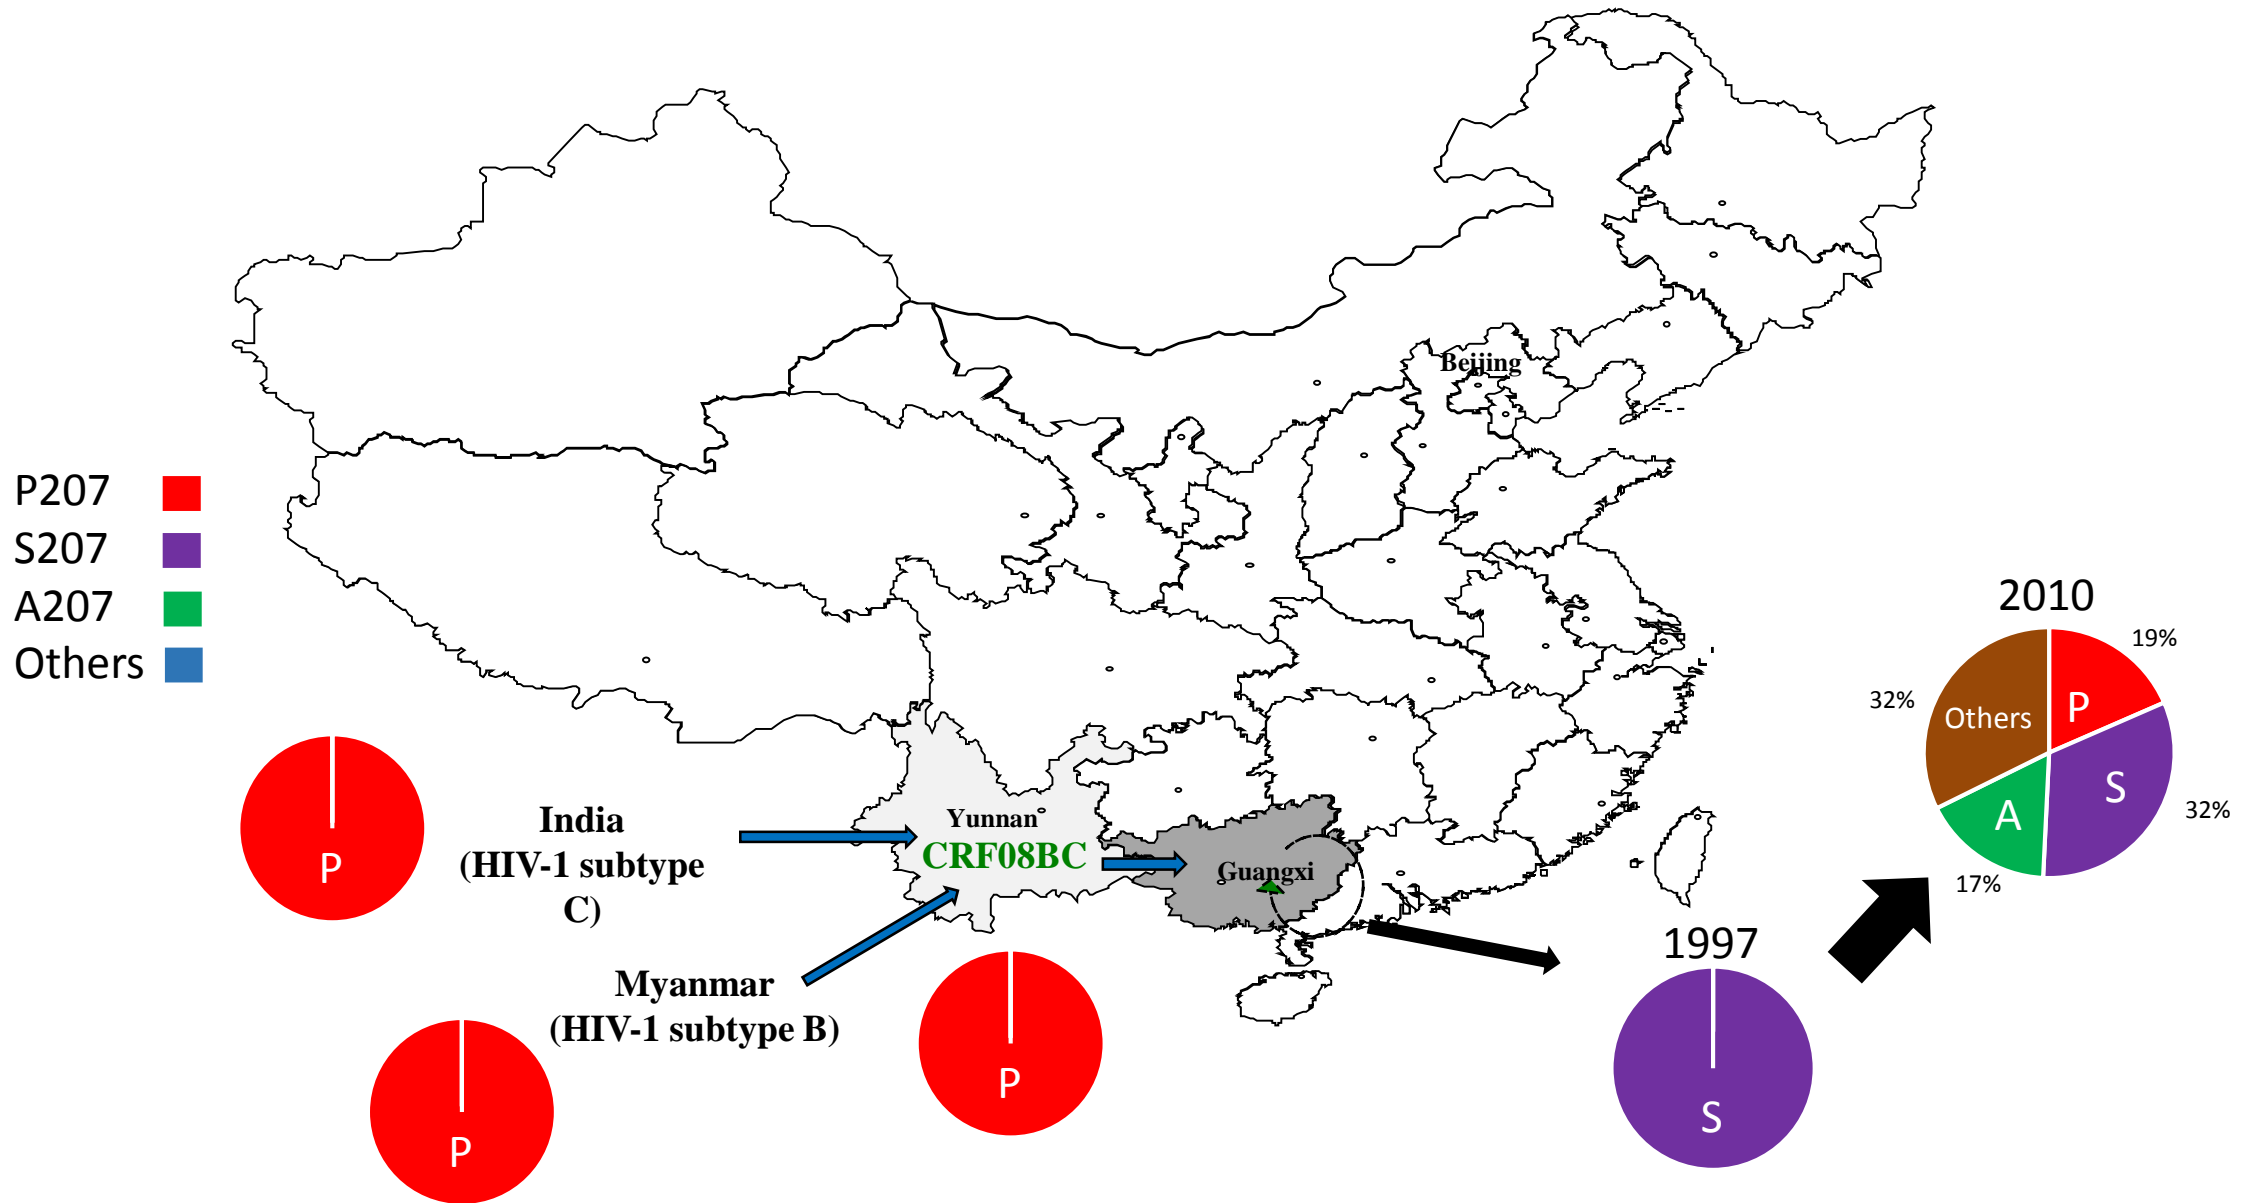 Beijing
P207
S207
A207
Others
2010
19%
32%
Others
P
S
A
32%
17%
India
(HIV-1 subtype
C)
Yunnan
CRF08BC
Guangxi
P
1997
Myanmar
(HIV-1 subtype B)
P
P
S